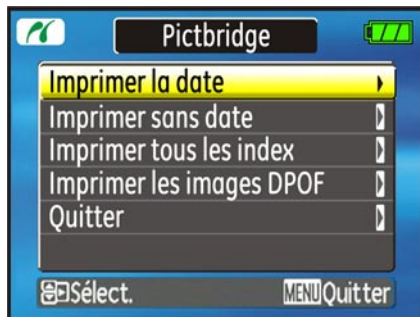 Pictbridge
Imprimer la date
Imprimer sans date
Imprimer tous les index
Imprimer les images DPOF
Quitter
Sélect. MENU Quitter